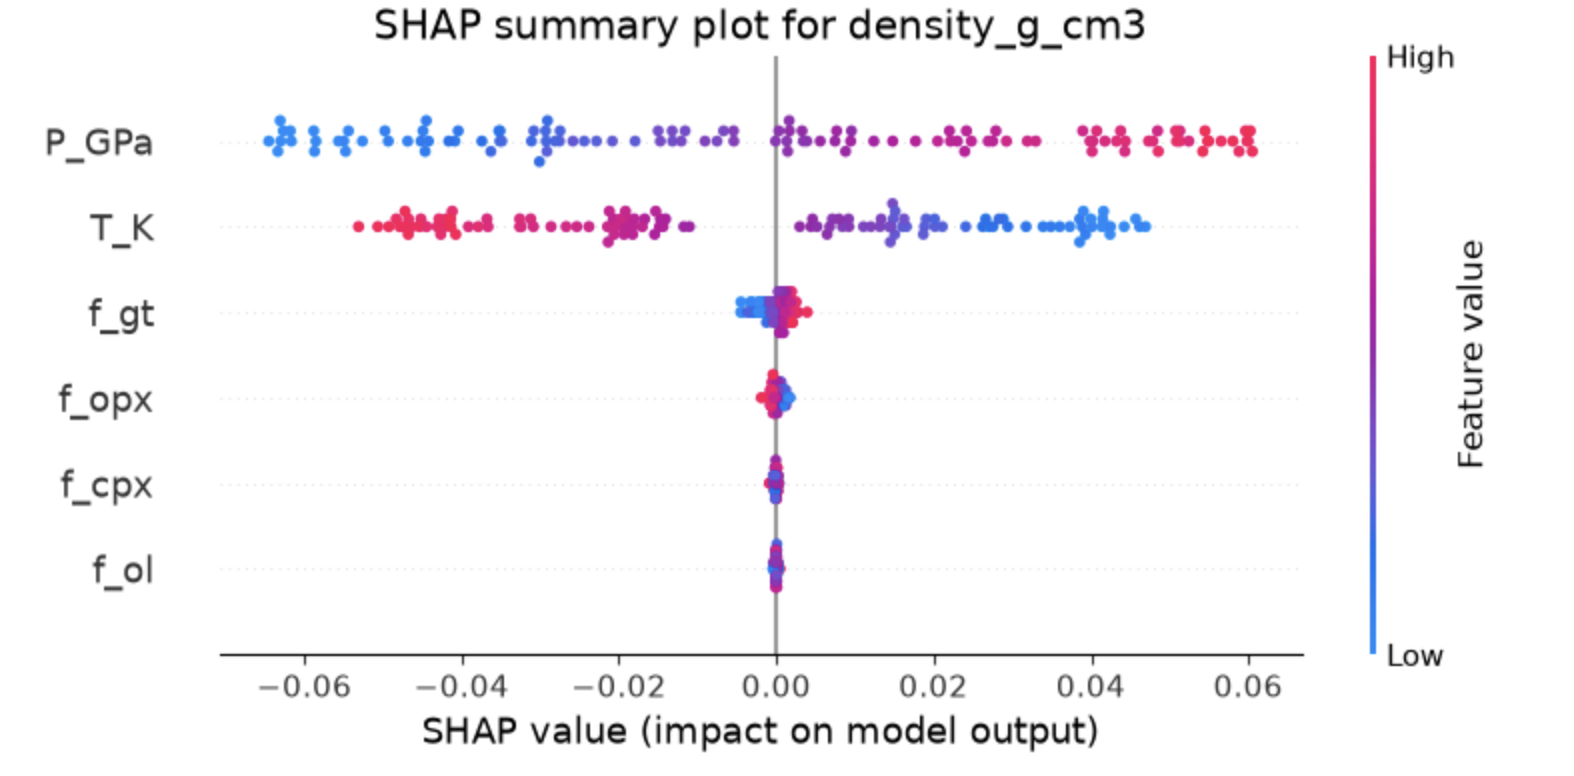 SHAP summary plot for density_g_cm3
High
P_GPa
T_K
f_gt
f_opx
f_cpx
f_ol
Feature value
Low
−0.06 −0.04 −0.02 0.00 0.02 0.04 0.06
SHAP value (impact on model output)